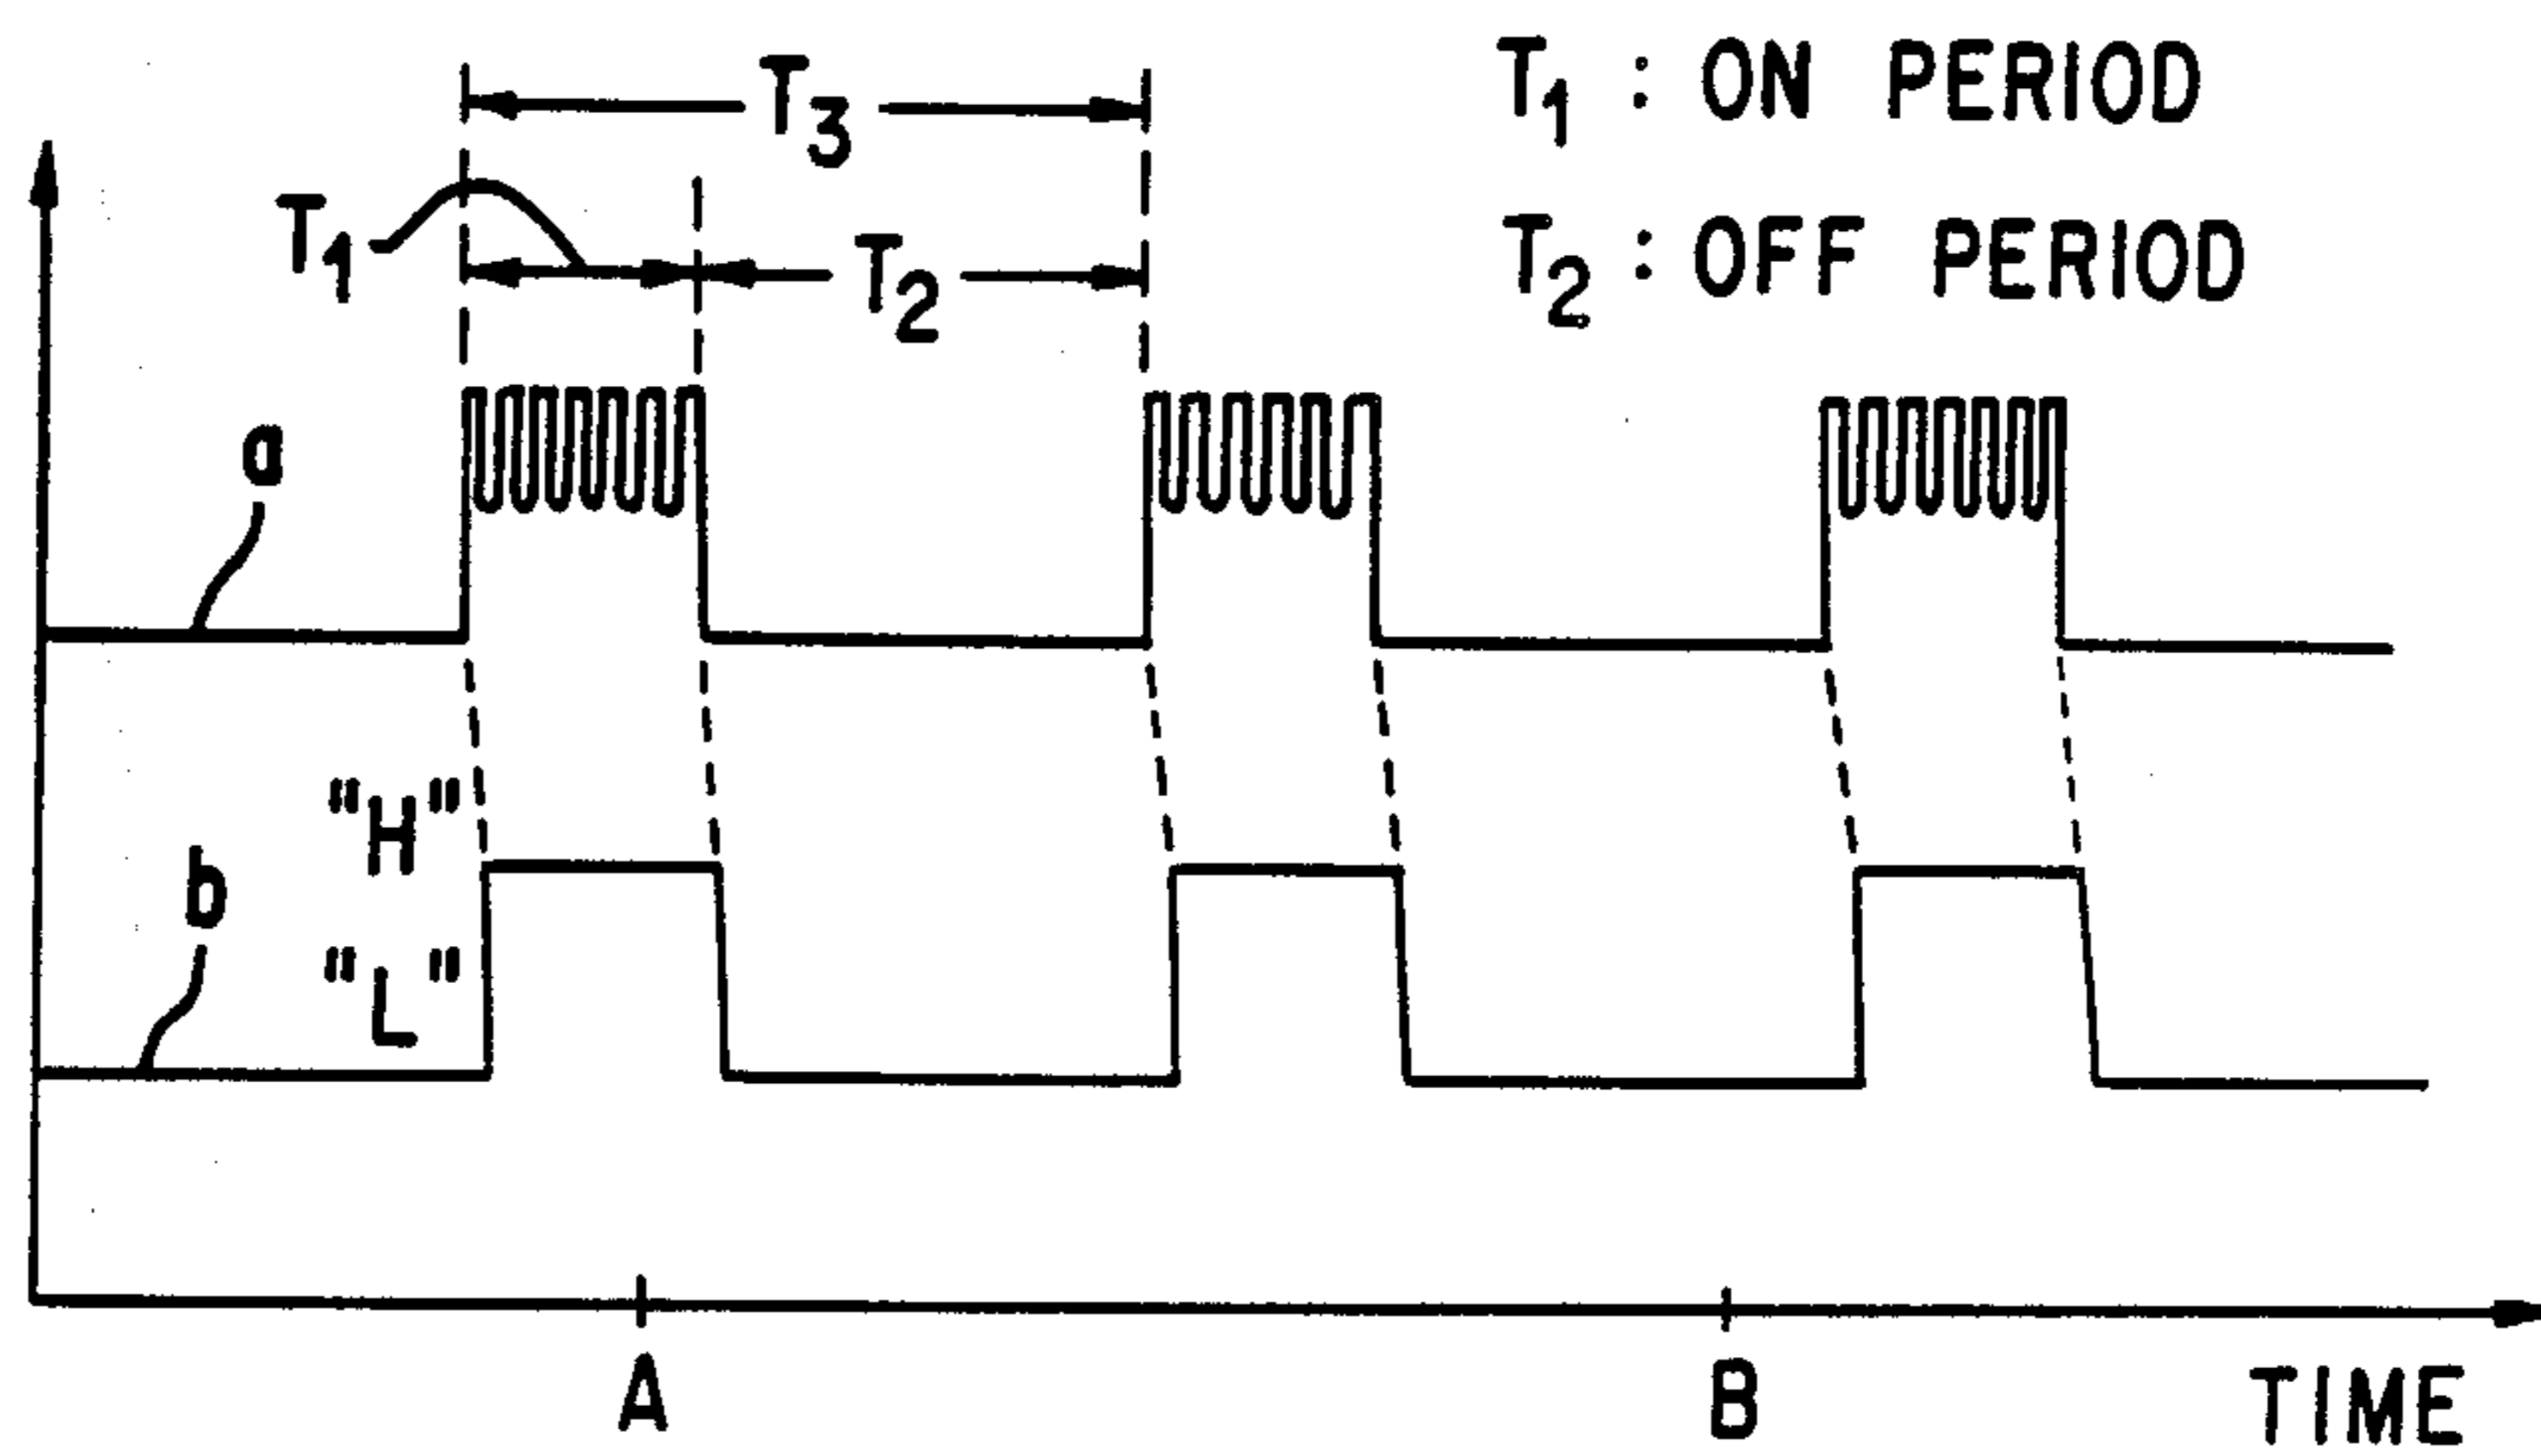 T₁ : ON PERIOD
T₂ : OFF PERIOD
T₃
T₁
T₂
a
"H"
b
"L"
A
B
TIME